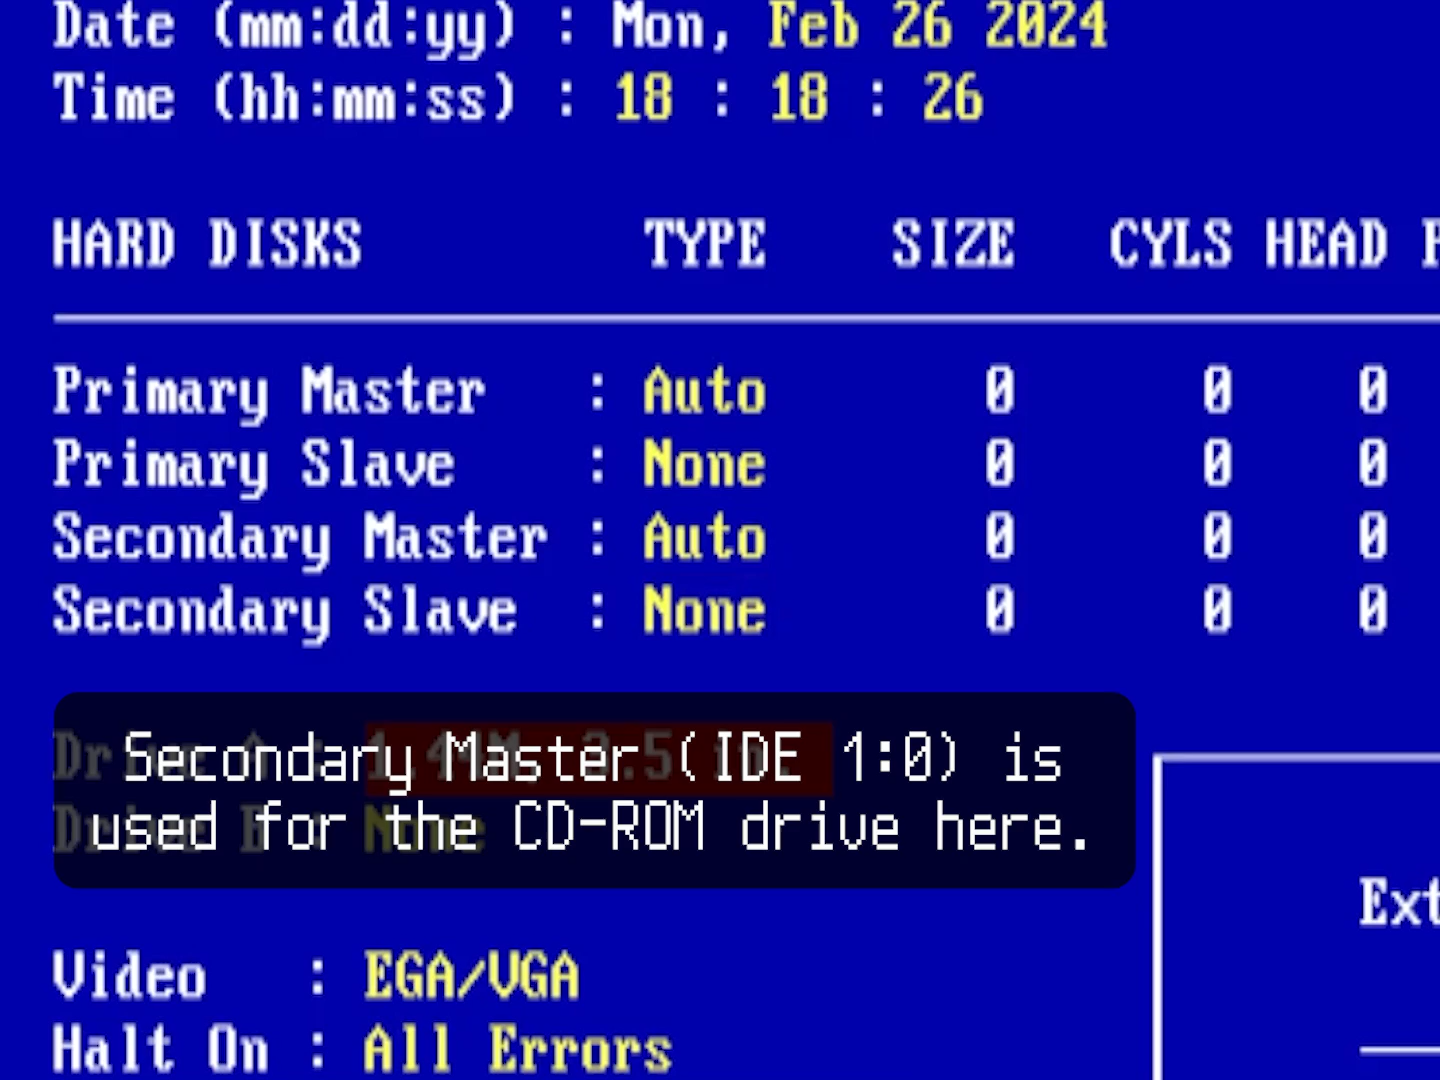 Date (mm:dd:yy) : Mon, Feb 26 2024
Time (hh:mm:ss) : 18 : 18 : 26
HARD DISKS TYPE SIZE CYLS HEAD
Primary Master : Auto 0 0 0
Primary Slave : None 0 0 0
Secondary Master : Auto 0 0 0
Secondary Slave : None 0 0 0
Secondary Master (IDE 1:0) is
used for the CD-ROM drive here.
Ext
Video : EGA/VGA
Halt On : All Errors